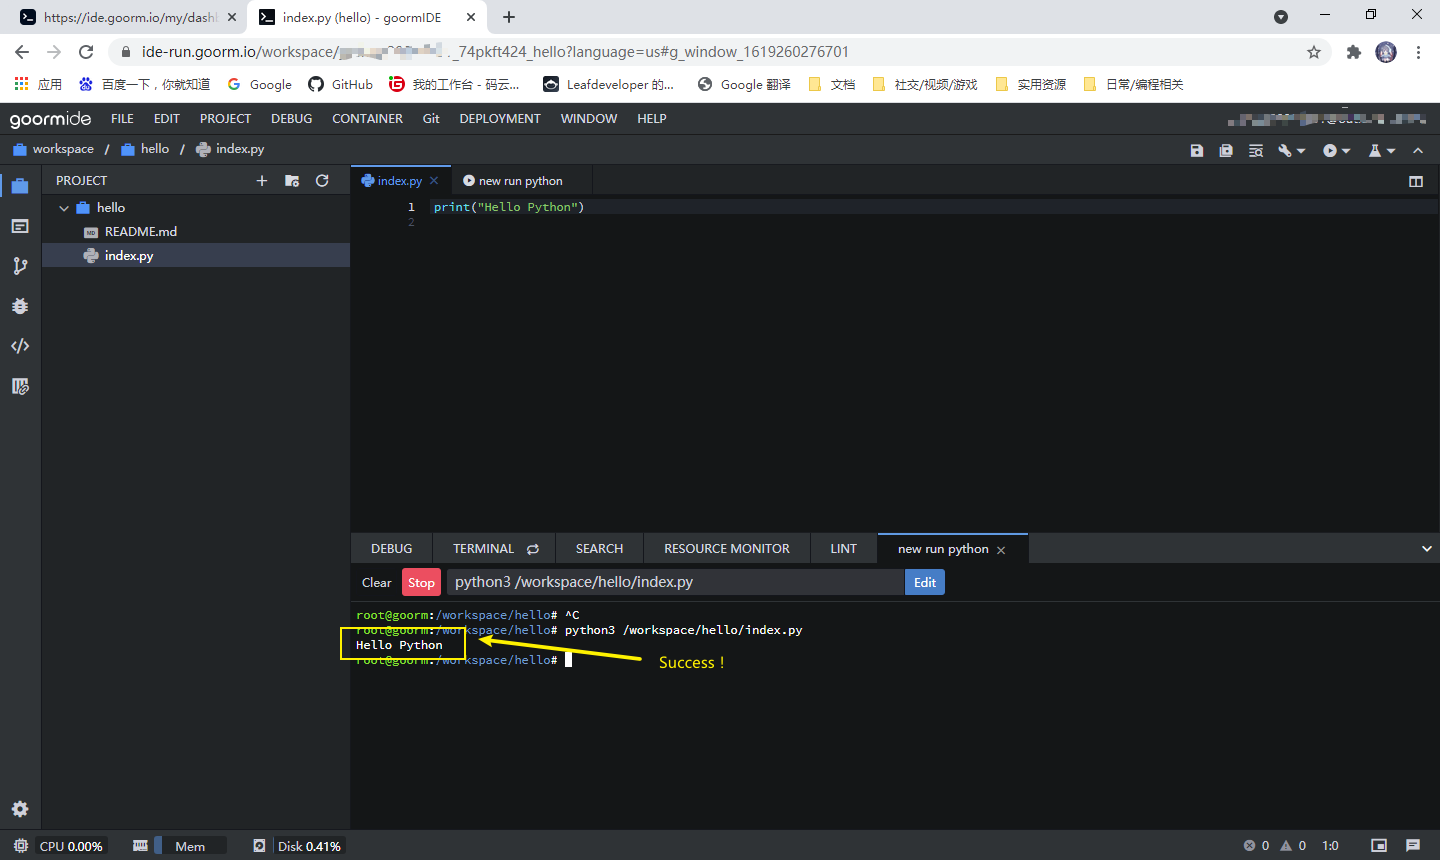 https://ide.goorm.io/my/dashb
index.py (hello) - goormIDE
ide-run.goorm.io/workspace/
_74pkft424_hello?language=us#g_window_1619260276701
应用
百度一下，你就知道
Google
GitHub
我的工作台 - 码云...
Leafdeveloper 的...
Google 翻译
文档
社交/视频/游戏
实用资源
日常/编程相关
goormide
FILE
EDIT
PROJECT
DEBUG
CONTAINER
Git
DEPLOYMENT
WINDOW
HELP
workspace / hello / index.py
PROJECT
index.py
new run python
hello
README.md
index.py
1 print("Hello Python")
2
DEBUG
TERMINAL
SEARCH
RESOURCE MONITOR
LINT
new run python
Clear
Stop
python3 /workspace/hello/index.py
Edit
root@goorm:/workspace/hello# ^C
root@goorm:/workspace/hello# python3 /workspace/hello/index.py
Hello Python
root@goorm:/workspace/hello#
Success !
CPU 0.00%
Mem
Disk 0.41%
0
0
1:0